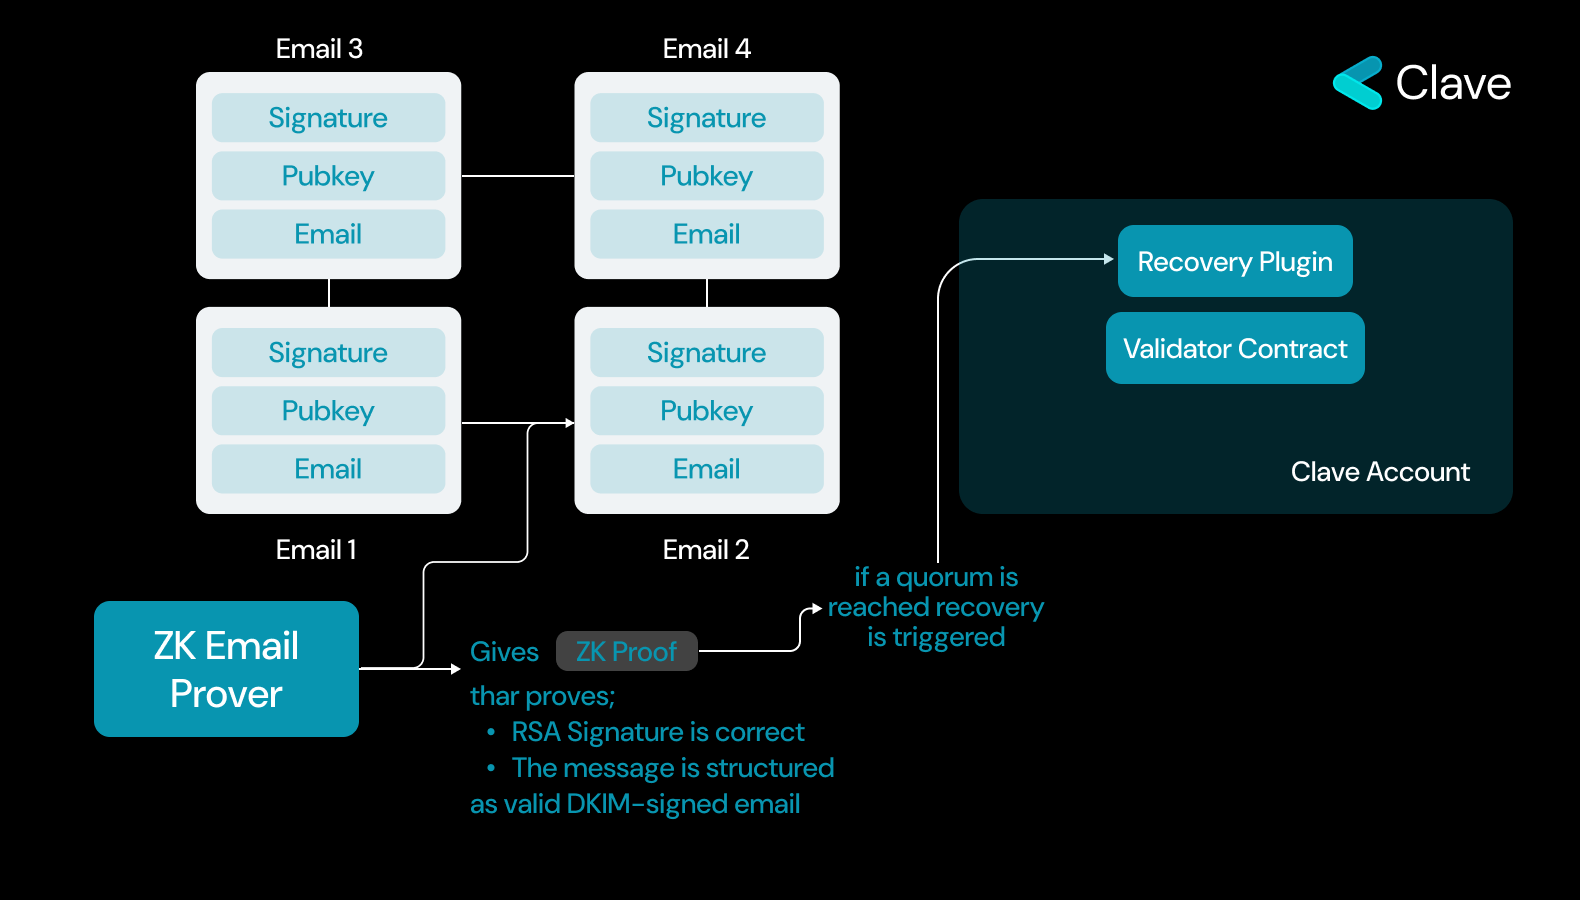 Email 3
Signature
Pubkey
Email
Email 4
Signature
Pubkey
Email
Signature
Pubkey
Email
Email 1
Signature
Pubkey
Email
Email 2
Clave
Recovery Plugin
Validator Contract
Clave Account
ZK Email
Prover
Gives ZK Proof
thar proves;
• RSA Signature is correct
• The message is structured
as valid DKIM-signed email
if a quorum is
reached recovery
is triggered